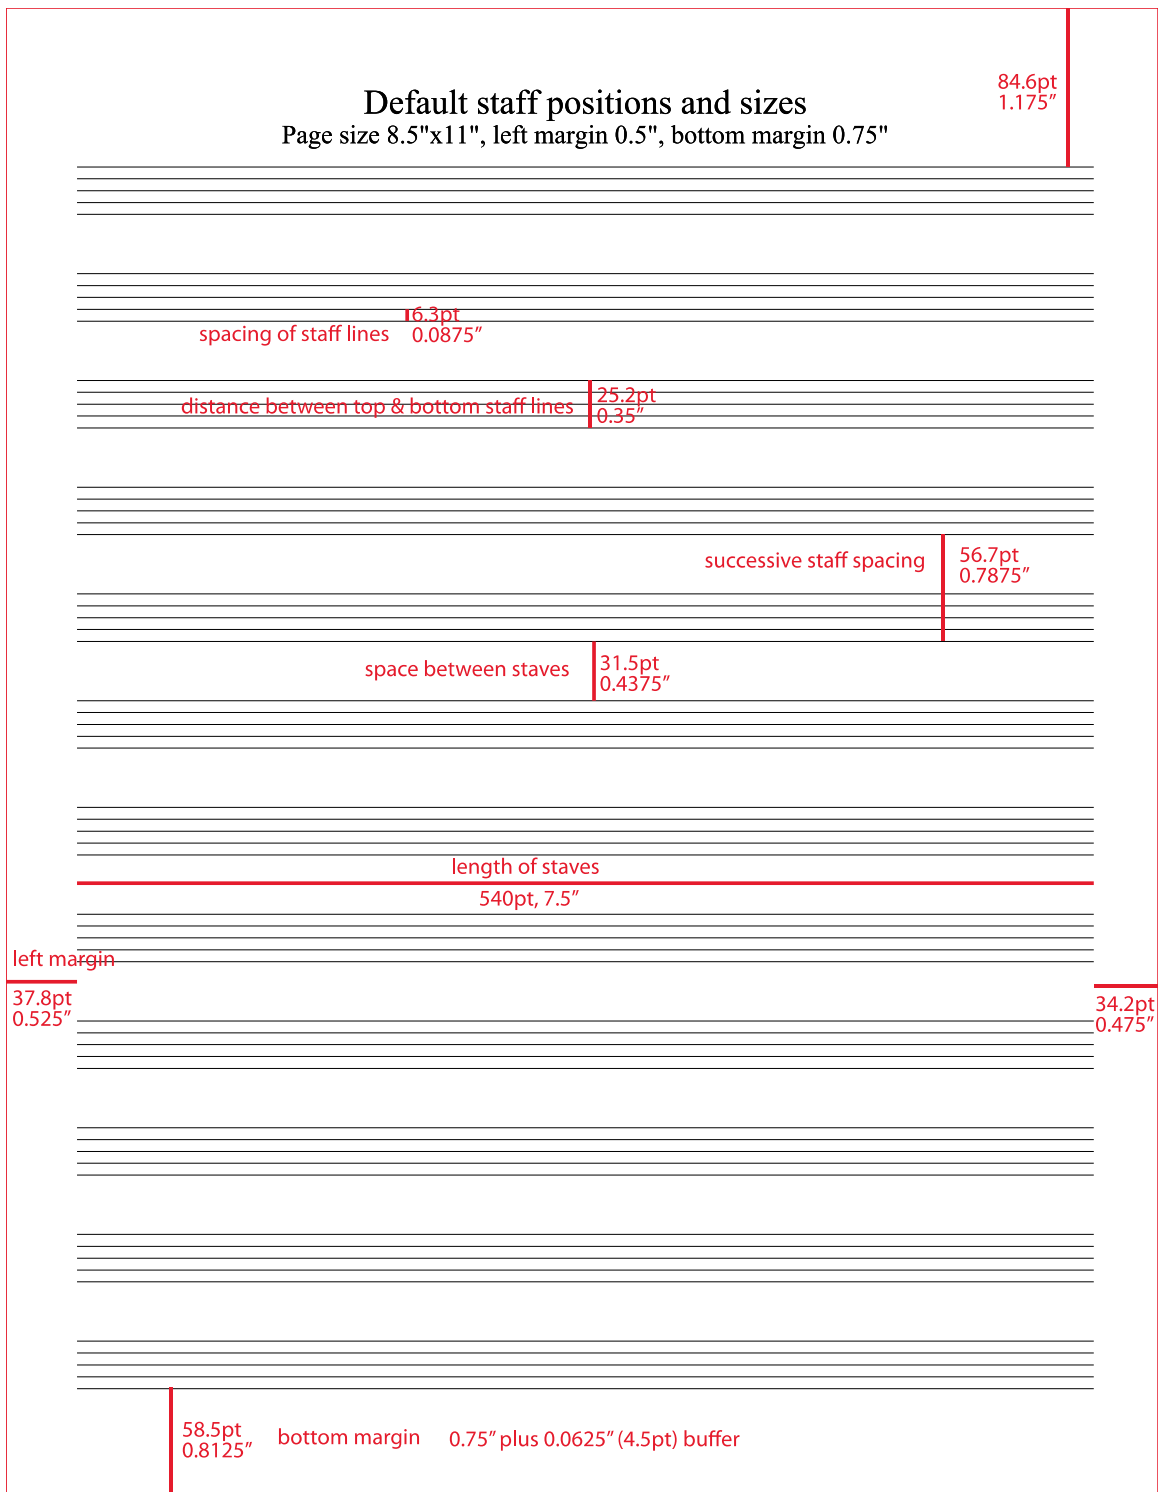 84.6pt
1.175”
Default staff positions and sizes
Page size 8.5"x11", left margin 0.5", bottom margin 0.75"
6.3pt
spacing of staff lines 0.0875”
25.2pt
distance between top & bottom staff lines 0.35”
successive staff spacing 56.7pt
0.7875”
space between staves 31.5pt
0.4375”
length of staves
540pt, 7.5”
left margin
37.8pt
0.525”
34.2pt
0.475”
58.5pt
0.8125”
bottom margin 0.75” plus 0.0625” (4.5pt) buffer